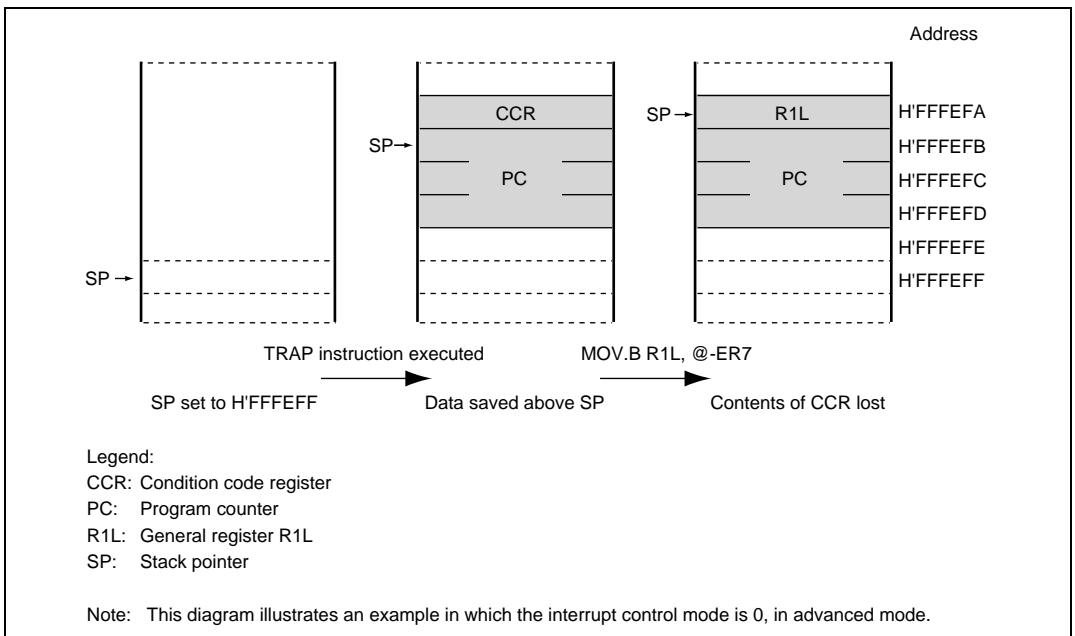 Address
CCR
SP
R1L
H'FFFEFA
SP
H'FFFEFB
PC
PC
H'FFFEFC
H'FFFEFD
H'FFFEFE
SP
H'FFFEFF
TRAP instruction executed
MOV.B R1L, @-ER7
SP set to H'FFFEFF
Data saved above SP
Contents of CCR lost
Legend:
CCR: Condition code register
PC: Program counter
R1L: General register R1L
SP: Stack pointer
Note: This diagram illustrates an example in which the interrupt control mode is 0, in advanced mode.